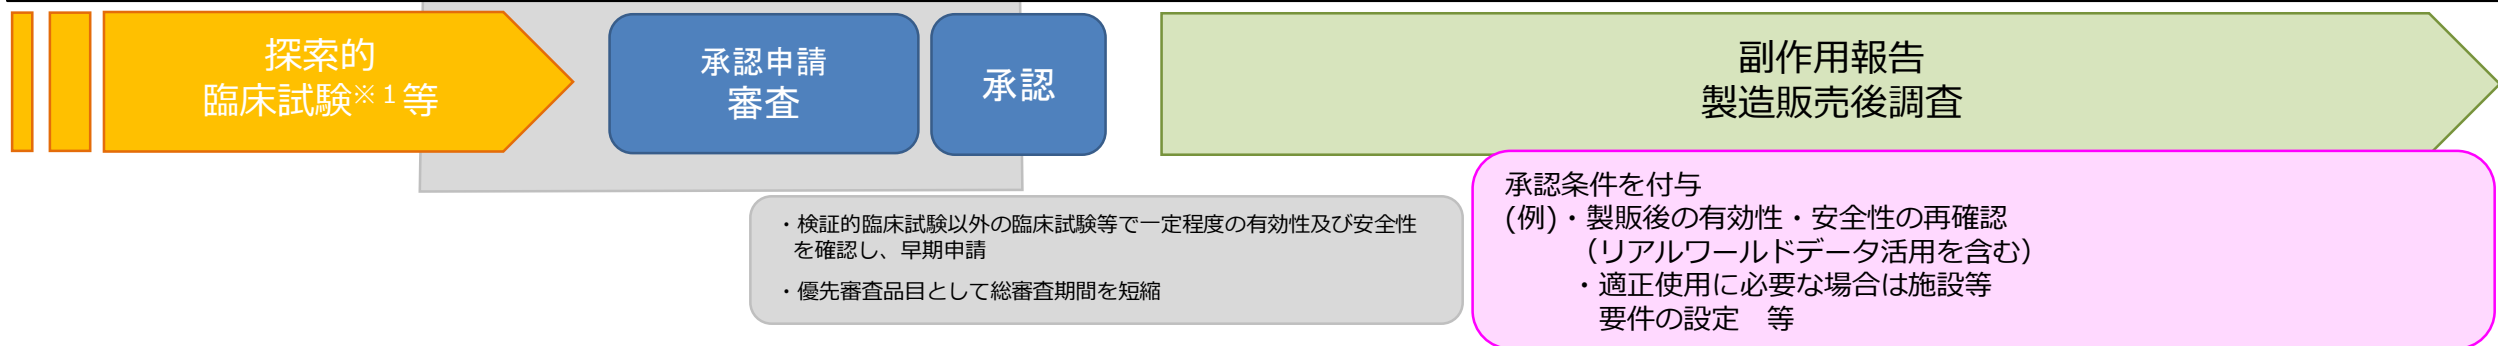 探索的
臨床試験※１等
承認申請
審査
承認
副作用報告
製造販売後調査
・検証的臨床試験以外の臨床試験等で一定程度の有効性及び安全性
を確認し、早期申請
・優先審査品目として総審査期間を短縮
承認条件を付与
(例)・製販後の有効性・安全性の再確認
（リアルワールドデータ活用を含む）
・適正使用に必要な場合は施設等
要件の設定　等